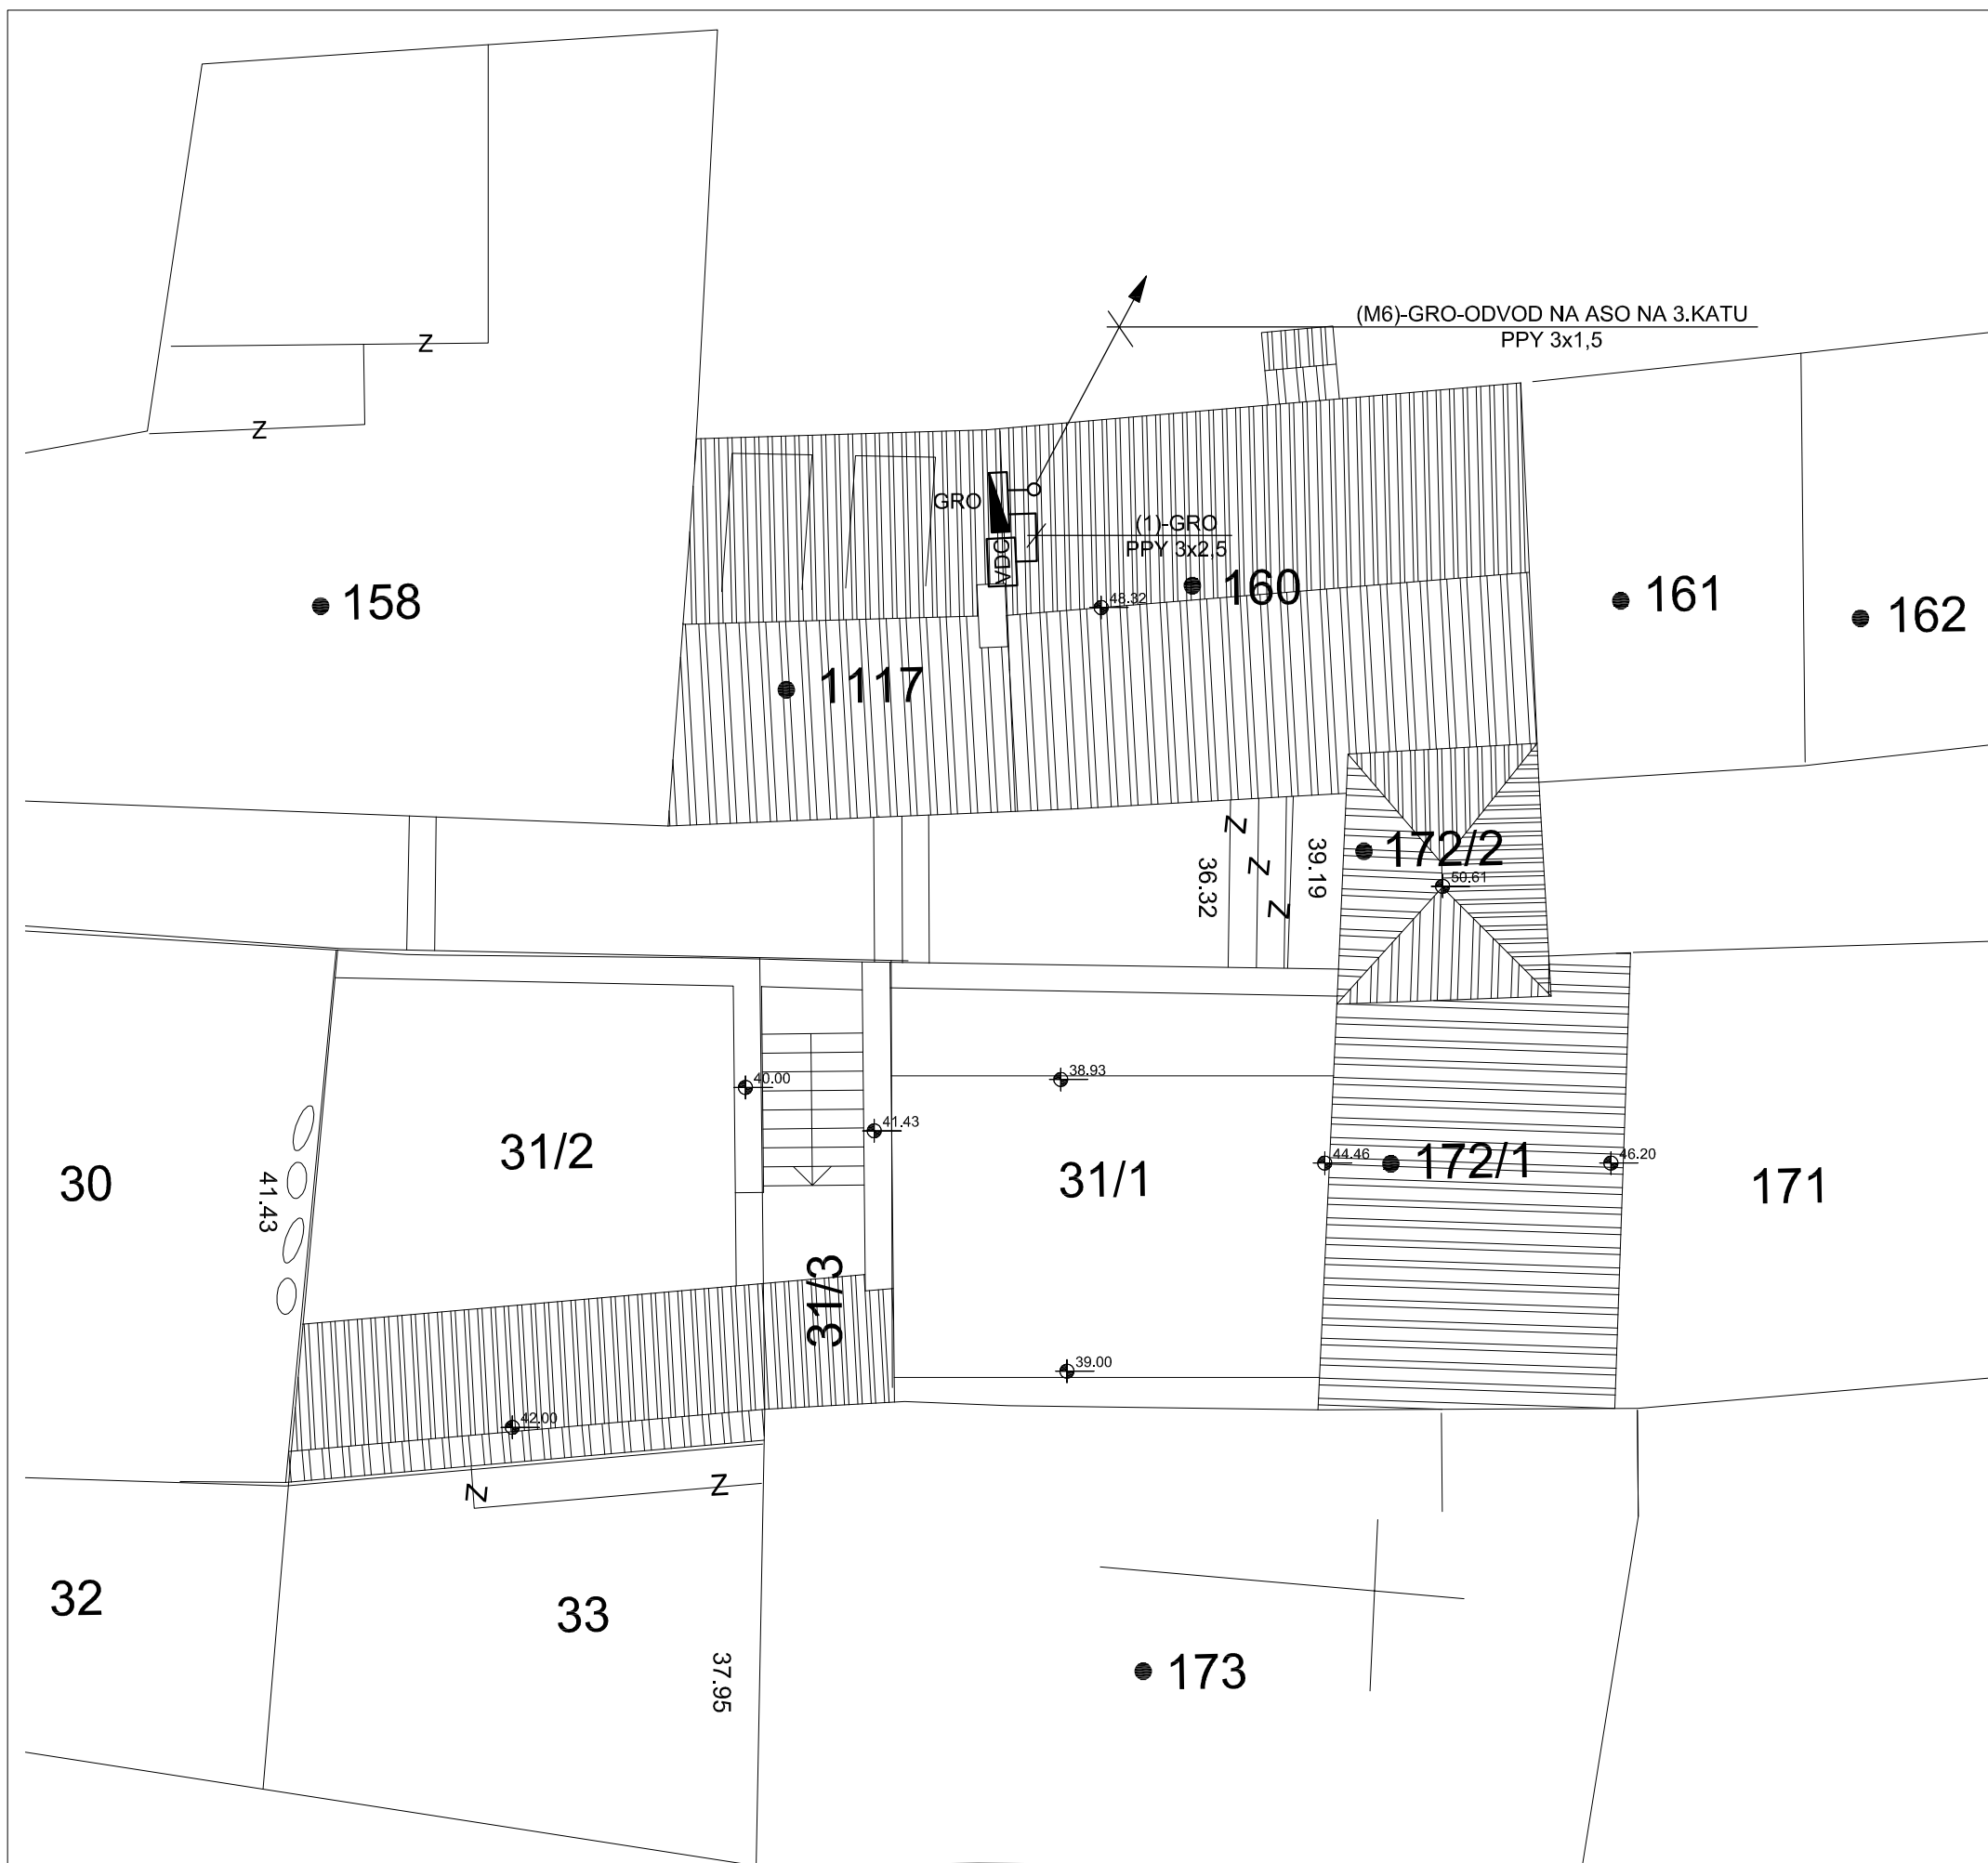 (M6)-GRO-ODVOD NA ASO NA 3.KATU
PPY 3x1,5
Z
Z
GRO
(1)-GRO
PPY 3x2,5
VDC
158
48.32
160
161
162
1117
Z
Z
Z
36.32
39.19
172/2
50.61
40.00
38.93
41.43
31/2
31/1
44.46
172/1
46.20
30
41.43
171
31/3
39.00
42.00
Z
Z
32
33
37.95
173